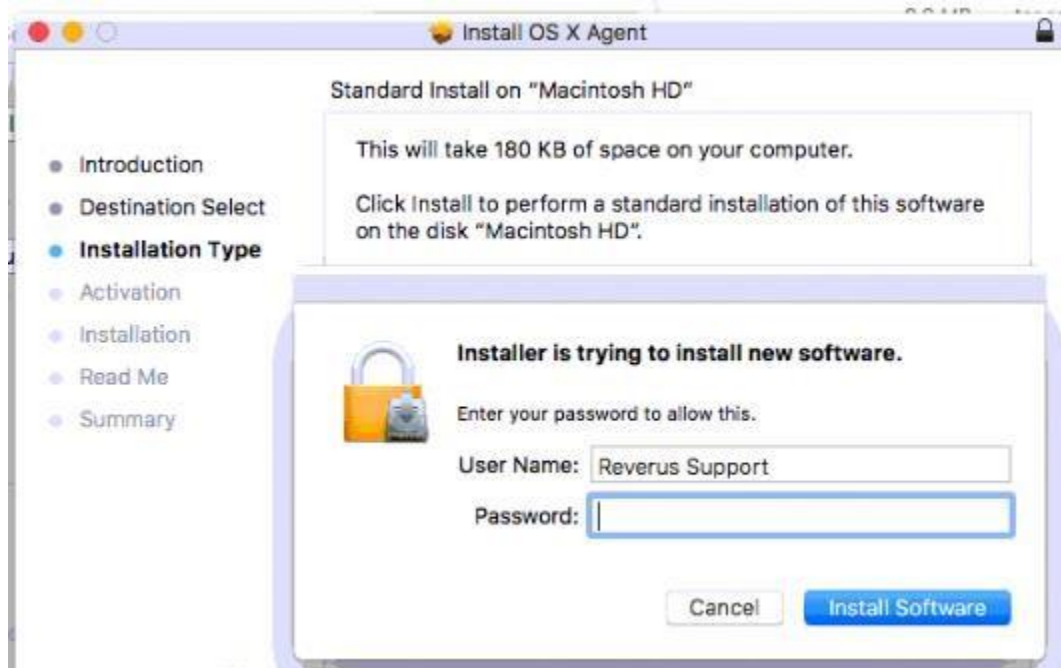 Install OS X Agent
Standard Install on "Macintosh HD"
Introduction
Destination Select
Installation Type
Activation
Installation
Read Me
Summary
This will take 180 KB of space on your computer.
Click Install to perform a standard installation of this software
on the disk "Macintosh HD".
Installer is trying to install new software.
Enter your password to allow this.
User Name: Reverus Support
Password:
Cancel
Install Software